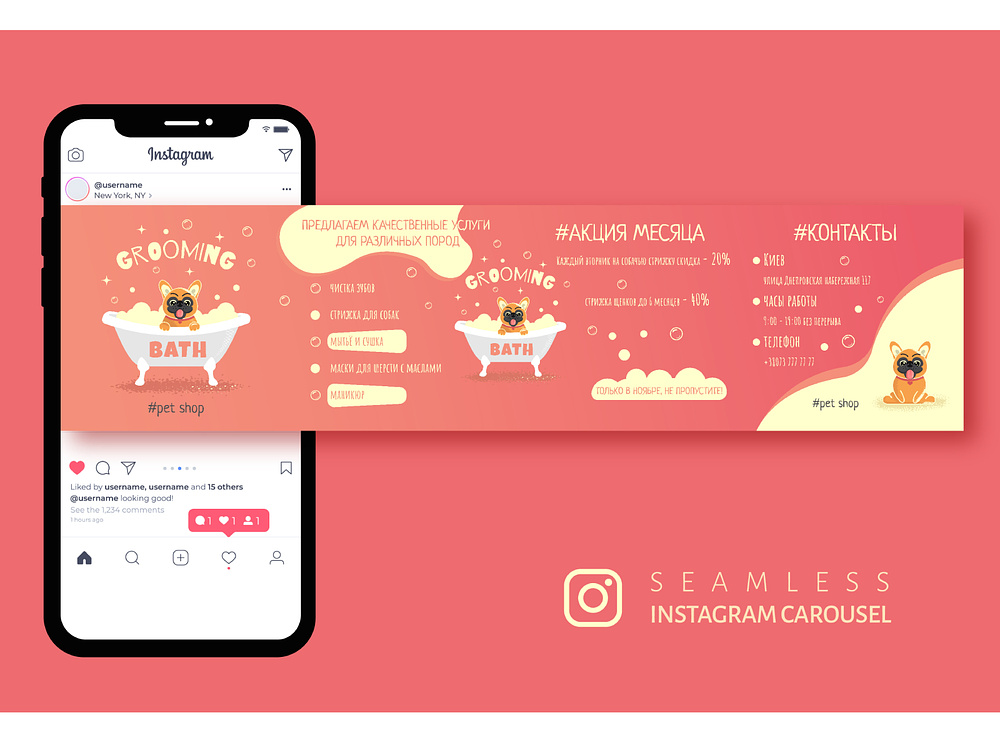 Instagram
@username
New York, NY >
GROOMING
BATH
#pet shop
ПРЕДЛАГАЕМ КАЧЕСТВЕННЫЕ УСЛУГИ
ДЛЯ РАЗЛИЧНЫХ ПОРОД
ЧИСТКА ЗУБОВ
СТРИЖКА ДЛЯ СОБАК
МЫТЬЕ И СУШКА
МАСКИ ДЛЯ ШЕРСТИ С МАСЛАМИ
МАНИКЮР
GROOMING
BATH
#АКЦИЯ МЕСЯЦА
КАЖДЫЙ ВТОРНИК НА СОБАЧЬЮ СТРИЖКУ СКИДКА - 20%
СТРИЖКА ЩЕНКОВ ДО 6 МЕСЯЦЕВ - 40%
ТОЛЬКО В НОЯБРЕ, НЕ ПРОПУСТИТЕ!
#КОНТАКТЫ
КИЕВ
УЛИЦА ДНЕПРОВСКАЯ НАБЕРЕЖНАЯ 137
ЧАСЫ РАБОТЫ
9:00 - 19:00 БЕЗ ПЕРЕРЫВА
ТЕЛЕФОН
+31073 777 77 77
#pet shop
Liked by username, username and 15 others
@username looking good!
See the 1,234 comments
1 hours ago
1 1 1
SEAMLESS
INSTAGRAM CAROUSEL